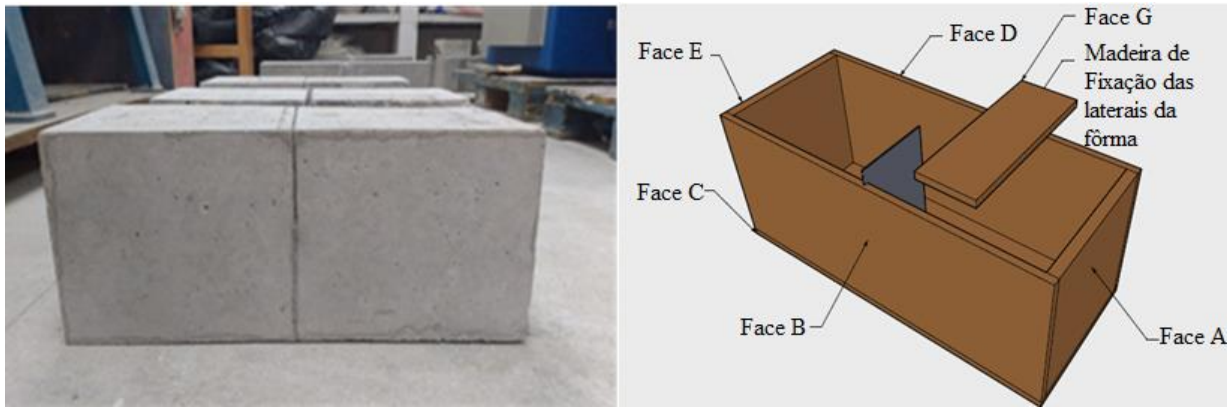 Face G
Face D
Madeira de
Fixação das
laterais da
fôrma
Face E
Face C
Face B
Face A